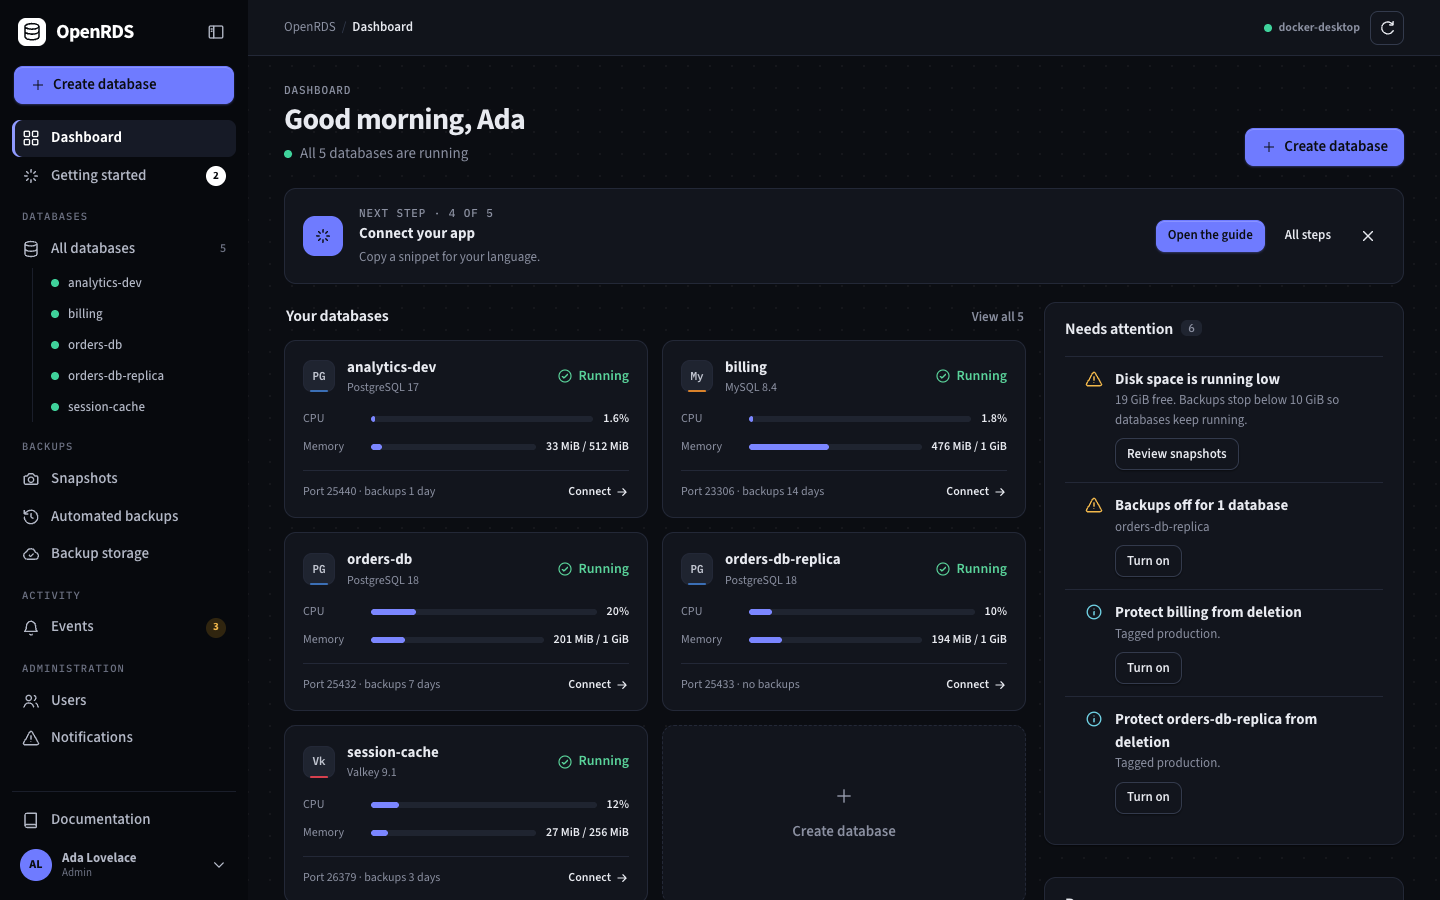 OpenRDS
Create database
Dashboard
Getting started
2
DATABASES
All databases
5
analytics-dev
billing
orders-db
orders-db-replica
session-cache
BACKUPS
Snapshots
Automated backups
Backup storage
ACTIVITY
Events
3
ADMINISTRATION
Users
Notifications
Documentation
AL
Ada Lovelace
Admin
OpenRDS / Dashboard
docker-desktop
DASHBOARD
Good morning, Ada
All 5 databases are running
Create database
NEXT STEP · 4 OF 5
Connect your app
Copy a snippet for your language.
Open the guide
All steps
Your databases
View all 5
PG
analytics-dev
PostgreSQL 17
Running
CPU
1.6%
Memory
33 MiB / 512 MiB
Port 25440 · backups 1 day
Connect
My
billing
MySQL 8.4
Running
CPU
1.8%
Memory
476 MiB / 1 GiB
Port 23306 · backups 14 days
Connect
PG
orders-db
PostgreSQL 18
Running
CPU
20%
Memory
201 MiB / 1 GiB
Port 25432 · backups 7 days
Connect
PG
orders-db-replica
PostgreSQL 18
Running
CPU
10%
Memory
194 MiB / 1 GiB
Port 25433 · no backups
Connect
Vk
session-cache
Valkey 9.1
Running
CPU
12%
Memory
27 MiB / 256 MiB
Port 26379 · backups 3 days
Connect
Create database
Needs attention
6
Disk space is running low
19 GiB free. Backups stop below 10 GiB so
databases keep running.
Review snapshots
Backups off for 1 database
orders-db-replica
Turn on
Protect billing from deletion
Tagged production.
Turn on
Protect orders-db-replica from
deletion
Tagged production.
Turn on